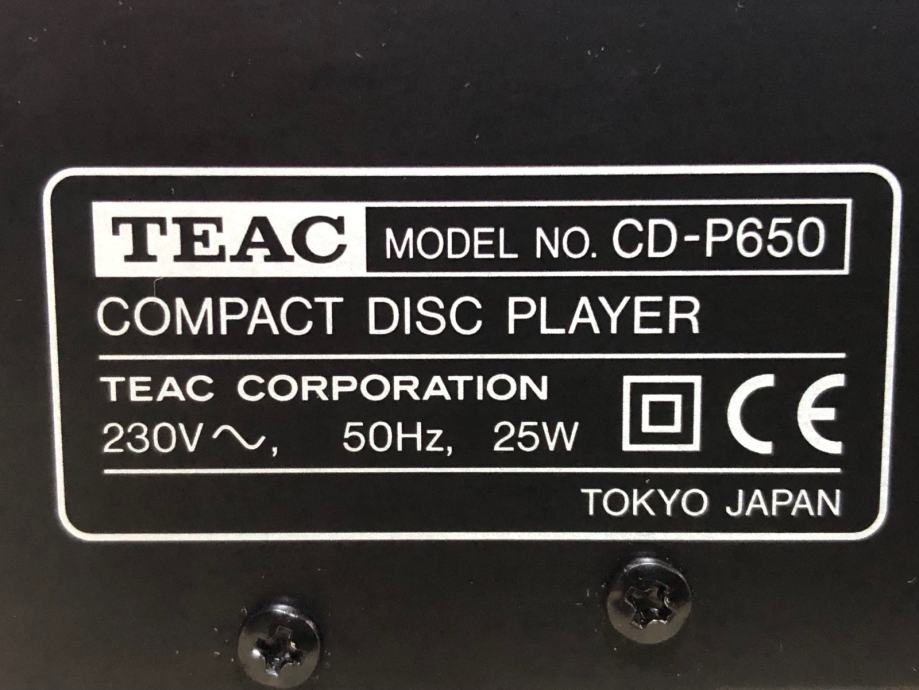 TEAC MODEL NO. CD-P650
COMPACT DISC PLAYER
TEAC CORPORATION
230V～, 50Hz, 25W CE
TOKYO JAPAN